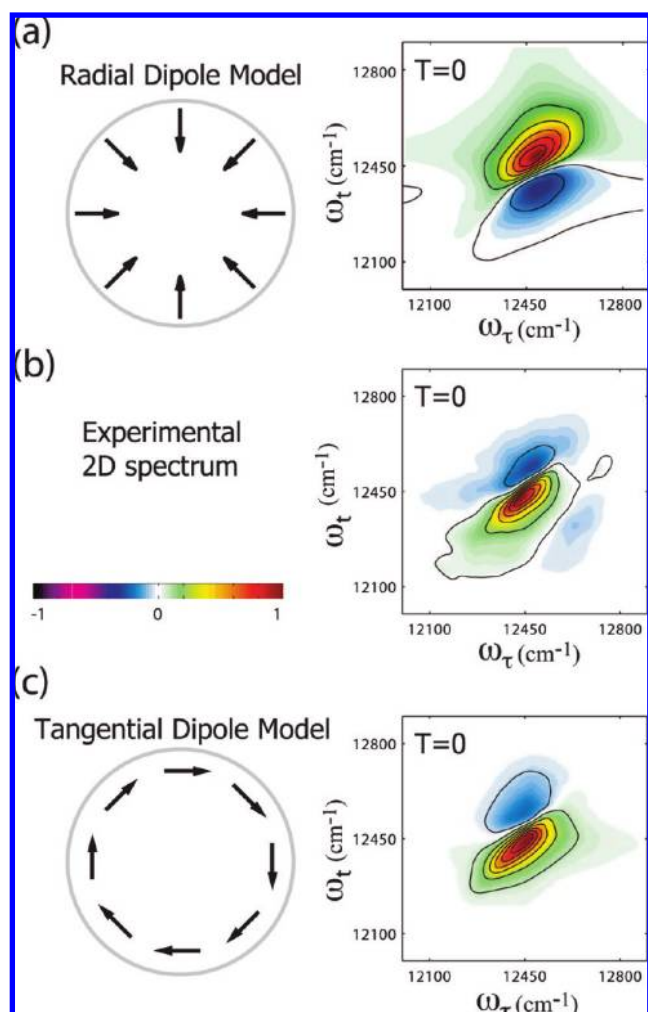 (a)
Radial Dipole Model
T=0
12800
12450
12100
ωt (cm-1)
12100 12450 12800
ωτ (cm-1)
(b)
Experimental
2D spectrum
-1 0 1
T=0
12800
12450
12100
ωt (cm-1)
12100 12450 12800
ωτ (cm-1)
(c)
Tangential Dipole Model
T=0
12800
12450
12100
ωt (cm-1)
12100 12450 12800
ωτ (cm-1)